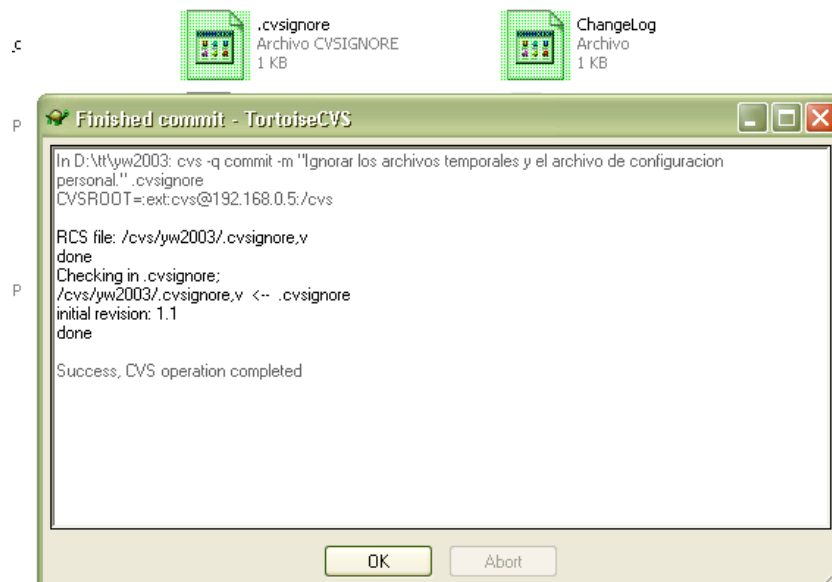 .cvsignore
Archivo CVSIGNORE
1 KB
ChangeLog
Archivo
1 KB
_c
P
P
Finished commit - TortoiseCVS
In D:\tt\yw2003: cvs -q commit -m "Ignorar los archivos temporales y el archivo de configuracion
personal." .cvsignore
CVSROOT=:ext:cvs@192.168.0.5:/cvs
RCS file: /cvs/yw2003/.cvsignore,v
done
Checking in .cvsignore;
/cvs/yw2003/.cvsignore,v <-- .cvsignore
initial revision: 1.1
done
Success, CVS operation completed
OK
Abort